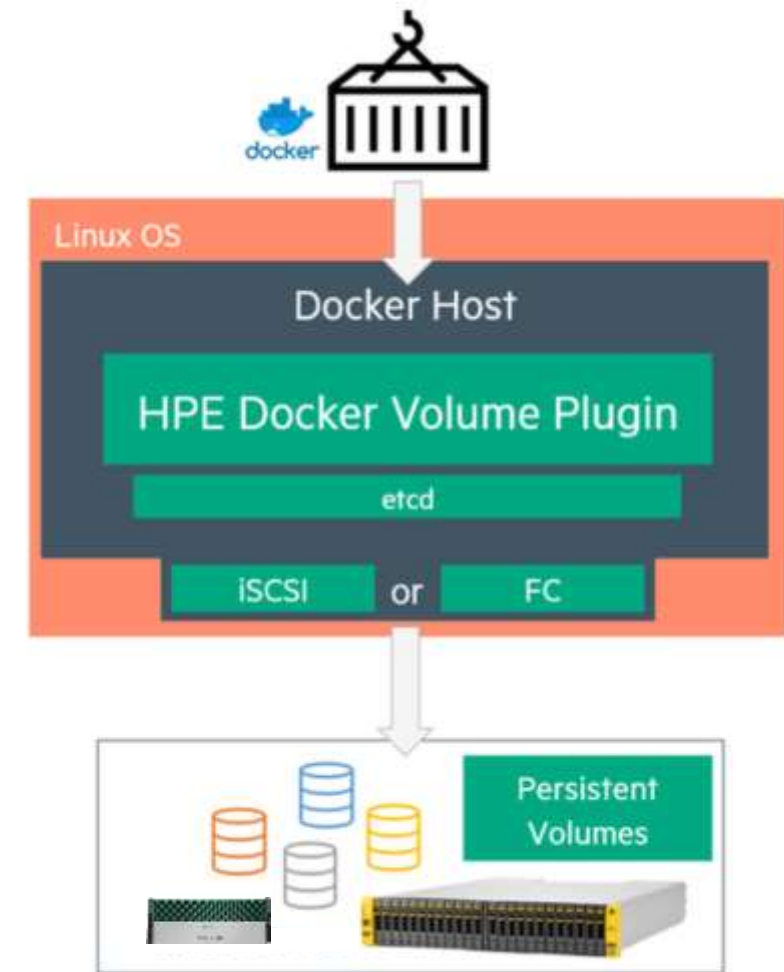 docker
Linux OS
Docker Host
HPE Docker Volume Plugin
etcd
iSCSI or FC
Persistent
Volumes